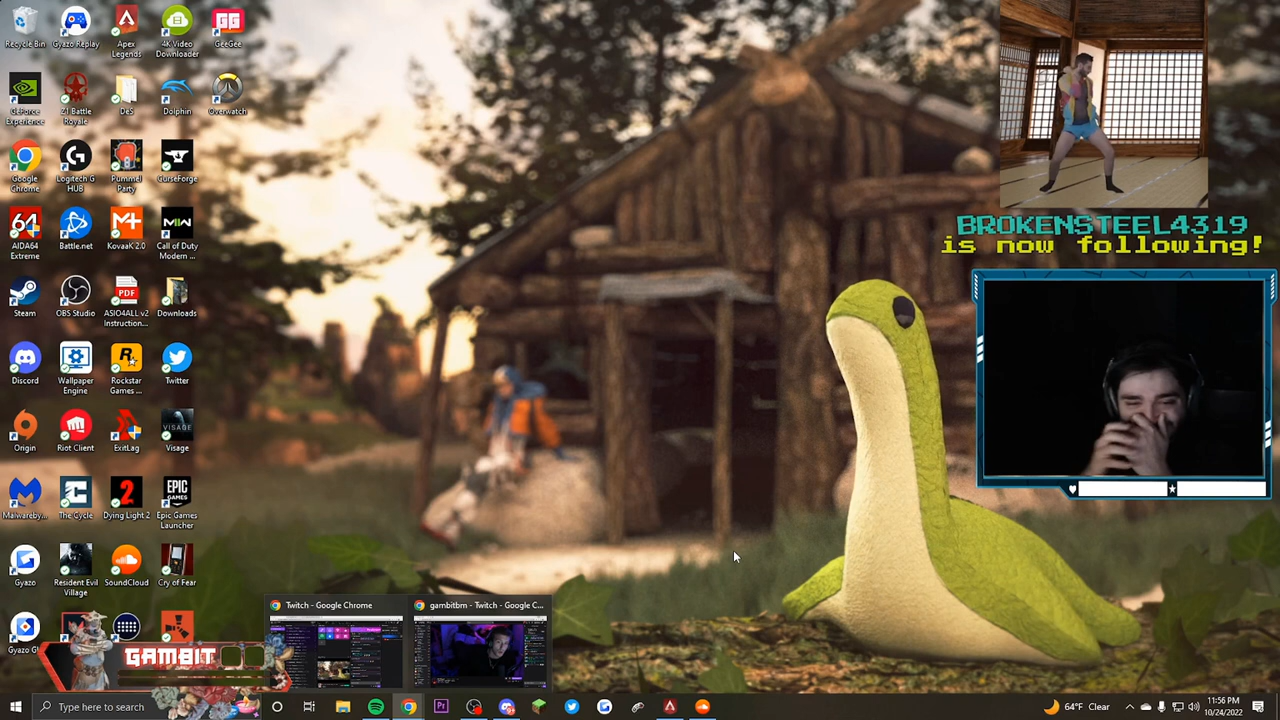 Recycle Bin
Gyazo Replay
Apex
Legends
4K Video
Downloader
GeeGee
GeForce
Experience
Z1 Battle
Royale
DeS
Dolphin
Overwatch
Google
Chrome
Logitech G
HUB
Pummel
Party
CurseForge
AIDA64
Extreme
Battle.net
KovaaK 2.0
Call of Duty
Modern ...
Steam
OBS Studio
ASIO4ALL v2
Instruction...
Downloads
Discord
Wallpaper
Engine
Rockstar
Games ...
Twitter
Origin
Riot Client
ExitLag
Visage
Malwareby...
The Cycle
Dying Light 2
Epic Games
Launcher
Gyazo
Resident Evil
Village
SoundCloud
Cry of Fear
BROKENSTEEL4319
is now following!
Twitch - Google Chrome
gambitbm - Twitch - Google C...
GAMBIT
Type here to search
64°F Clear
11:56 PM
10/24/2022